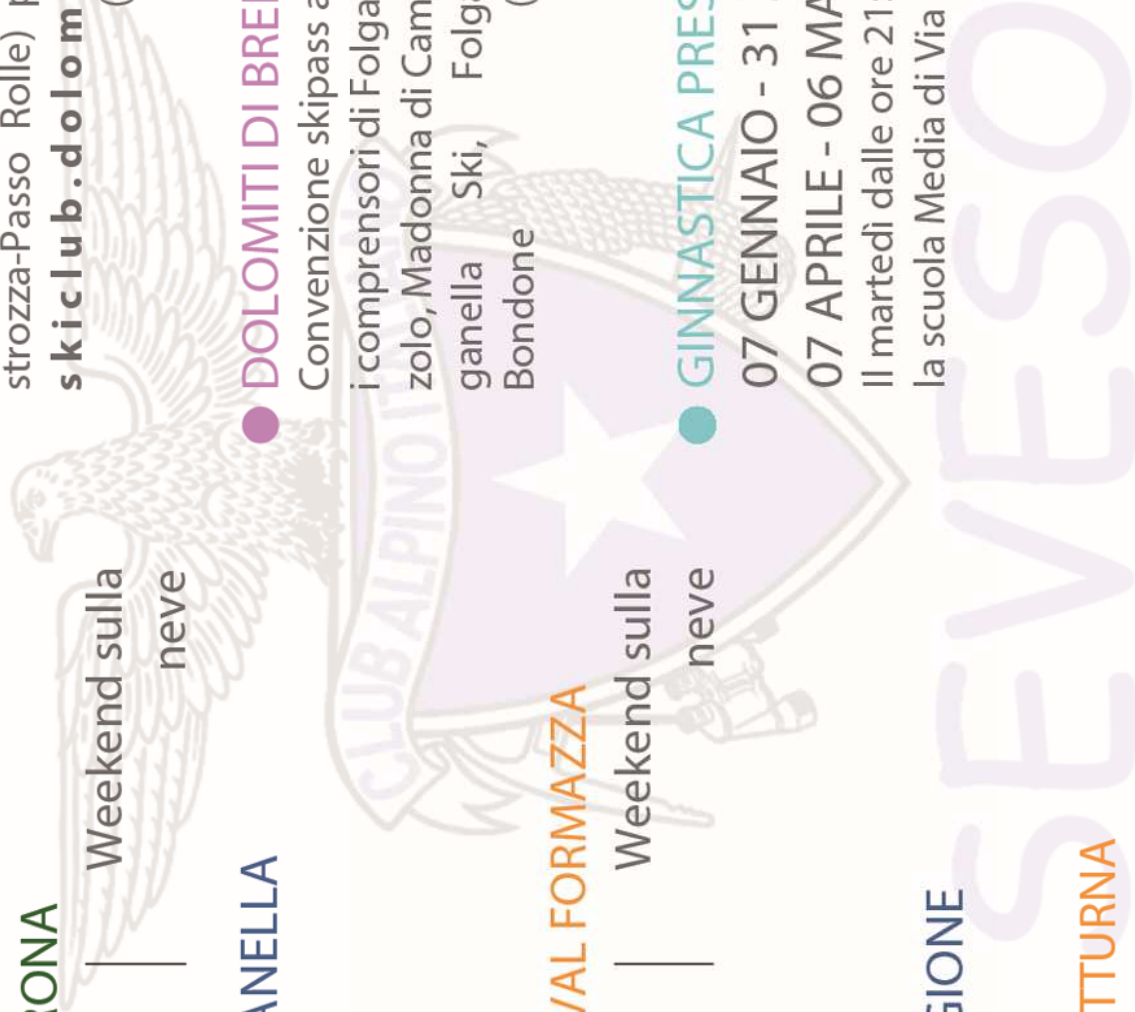 RONA
Weekend sulla
neve
ANELLA
VAL FORMAZZA
Weekend sulla
neve
GIONE
TTURNA
strozza-Passo Rolle) p
skiclub.dolom
(
DOLOMITI DI BRE
Convenzione skipass a
i comprensori di Folga
zolo, Madonna di Cam
ganella Ski, Folga
Bondone (
GINNASTICA PRES
07 GENNAIO - 31
07 APRILE - 06 MA
Il martedì dalle ore 21:
la scuola Media di Via
CLUB ALPINO ITALIANO
SEVESO